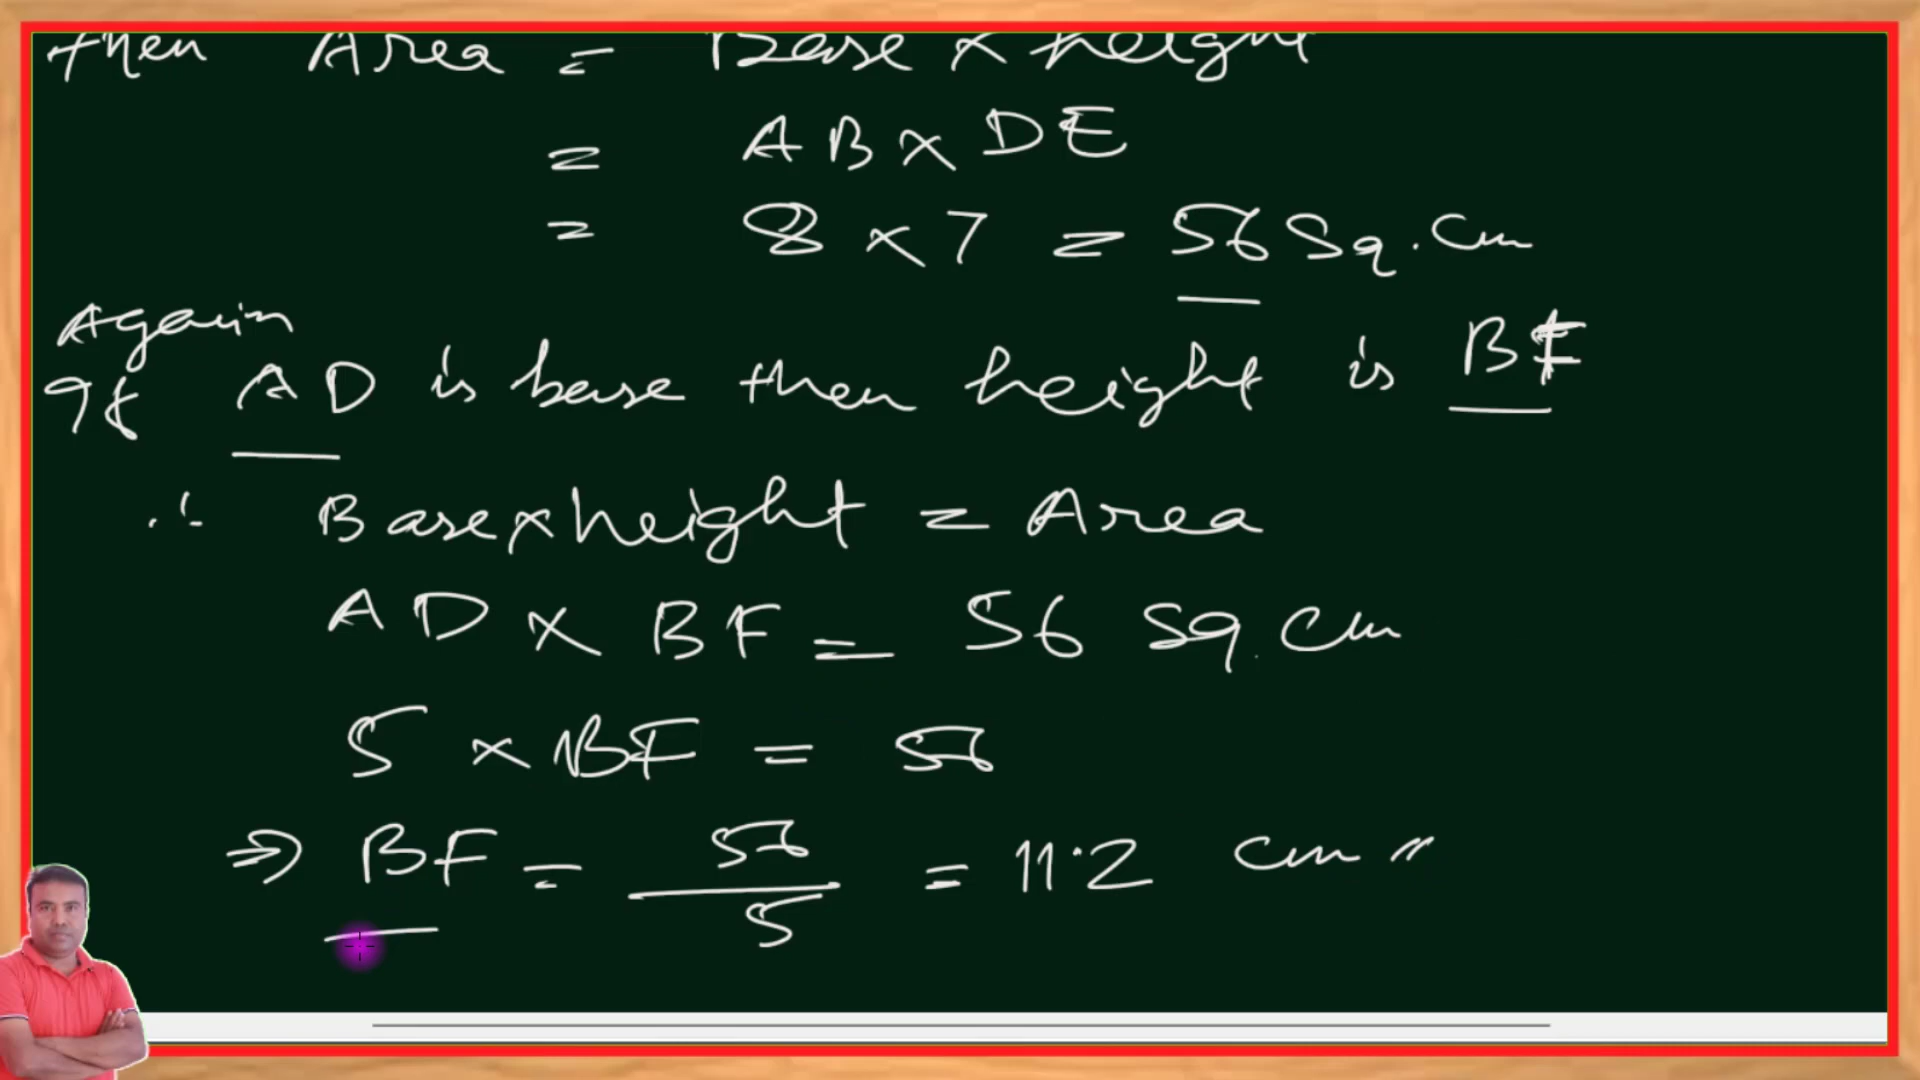 then Area = Base × height
= AB × DE
= 8 × 7 = 56 Sq. cm
Again
If AD is base then height is BF
∴ Base × height = Area
AD × BF = 56 sq. cm
5 × BF = 56
⇒ BF = 56/5 = 11.2 cm 〃